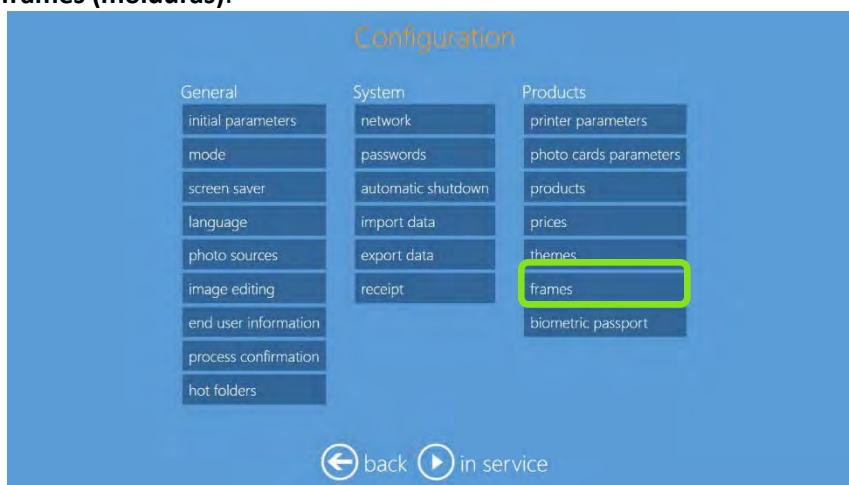 frames (molduras).
Configuration
General
initial parameters
mode
screen saver
language
photo sources
image editing
end user information
process confirmation
hot folders
System
network
passwords
automatic shutdown
import data
export data
receipt
Products
printer parameters
photo cards parameters
products
prices
themes
frames
biometric passport
back in service